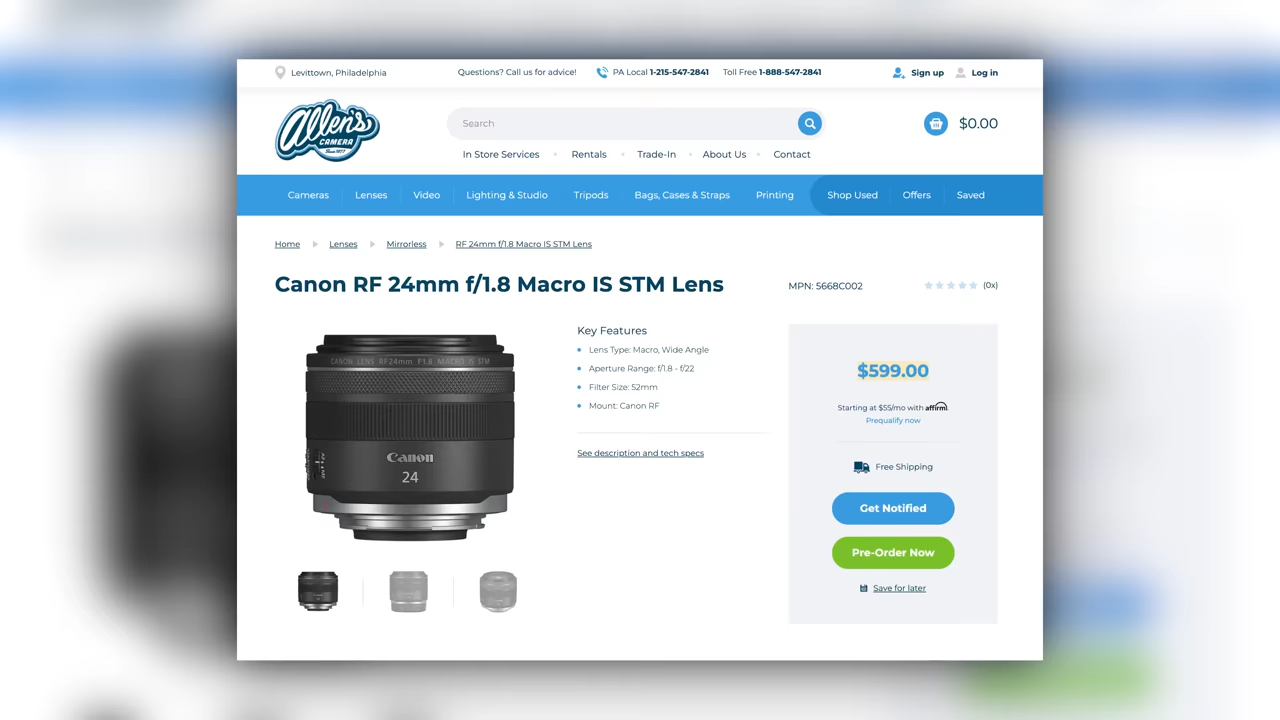 Levittown, Philadelphia
Questions? Call us for advice!
PA Local 1-215-547-2841
Toll Free 1-888-547-2841
Sign up
Log in
Allen's
CAMERA
Since 1977
Search
$0.00
In Store Services
Rentals
Trade-In
About Us
Contact
Cameras
Lenses
Video
Lighting & Studio
Tripods
Bags, Cases & Straps
Printing
Shop Used
Offers
Saved
Home
Lenses
Mirrorless
RF 24mm f/1.8 Macro IS STM Lens
Canon RF 24mm f/1.8 Macro IS STM Lens
MPN: 5668C002
(0x)
CANON LENS RF24mm F1.8 MACRO IS STM
Canon
24
Key Features
Lens Type: Macro, Wide Angle
Aperture Range: f/1.8 - f/22
Filter Size: 52mm
Mount: Canon RF
See description and tech specs
$599.00
Starting at $55/mo with affirm.
Prequalify now
Free Shipping
Get Notified
Pre-Order Now
Save for later